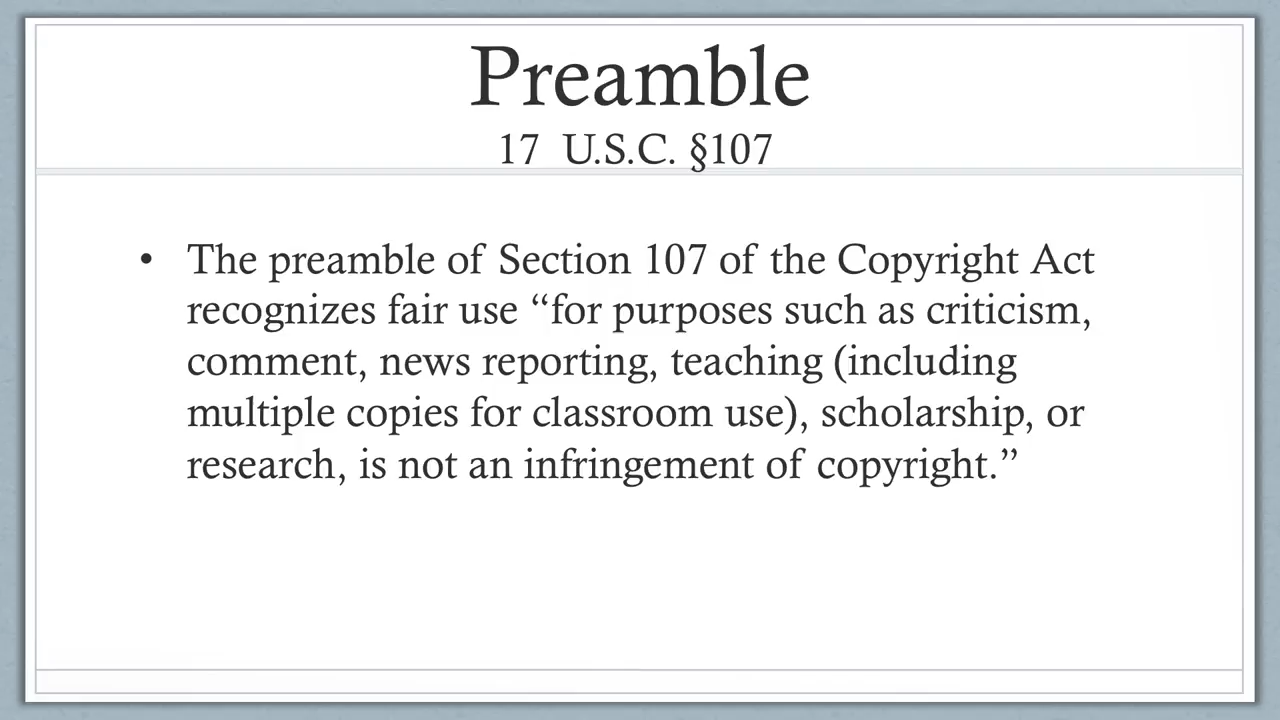 Preamble
17 U.S.C. §107
• The preamble of Section 107 of the Copyright Act
recognizes fair use “for purposes such as criticism,
comment, news reporting, teaching (including
multiple copies for classroom use), scholarship, or
research, is not an infringement of copyright.”